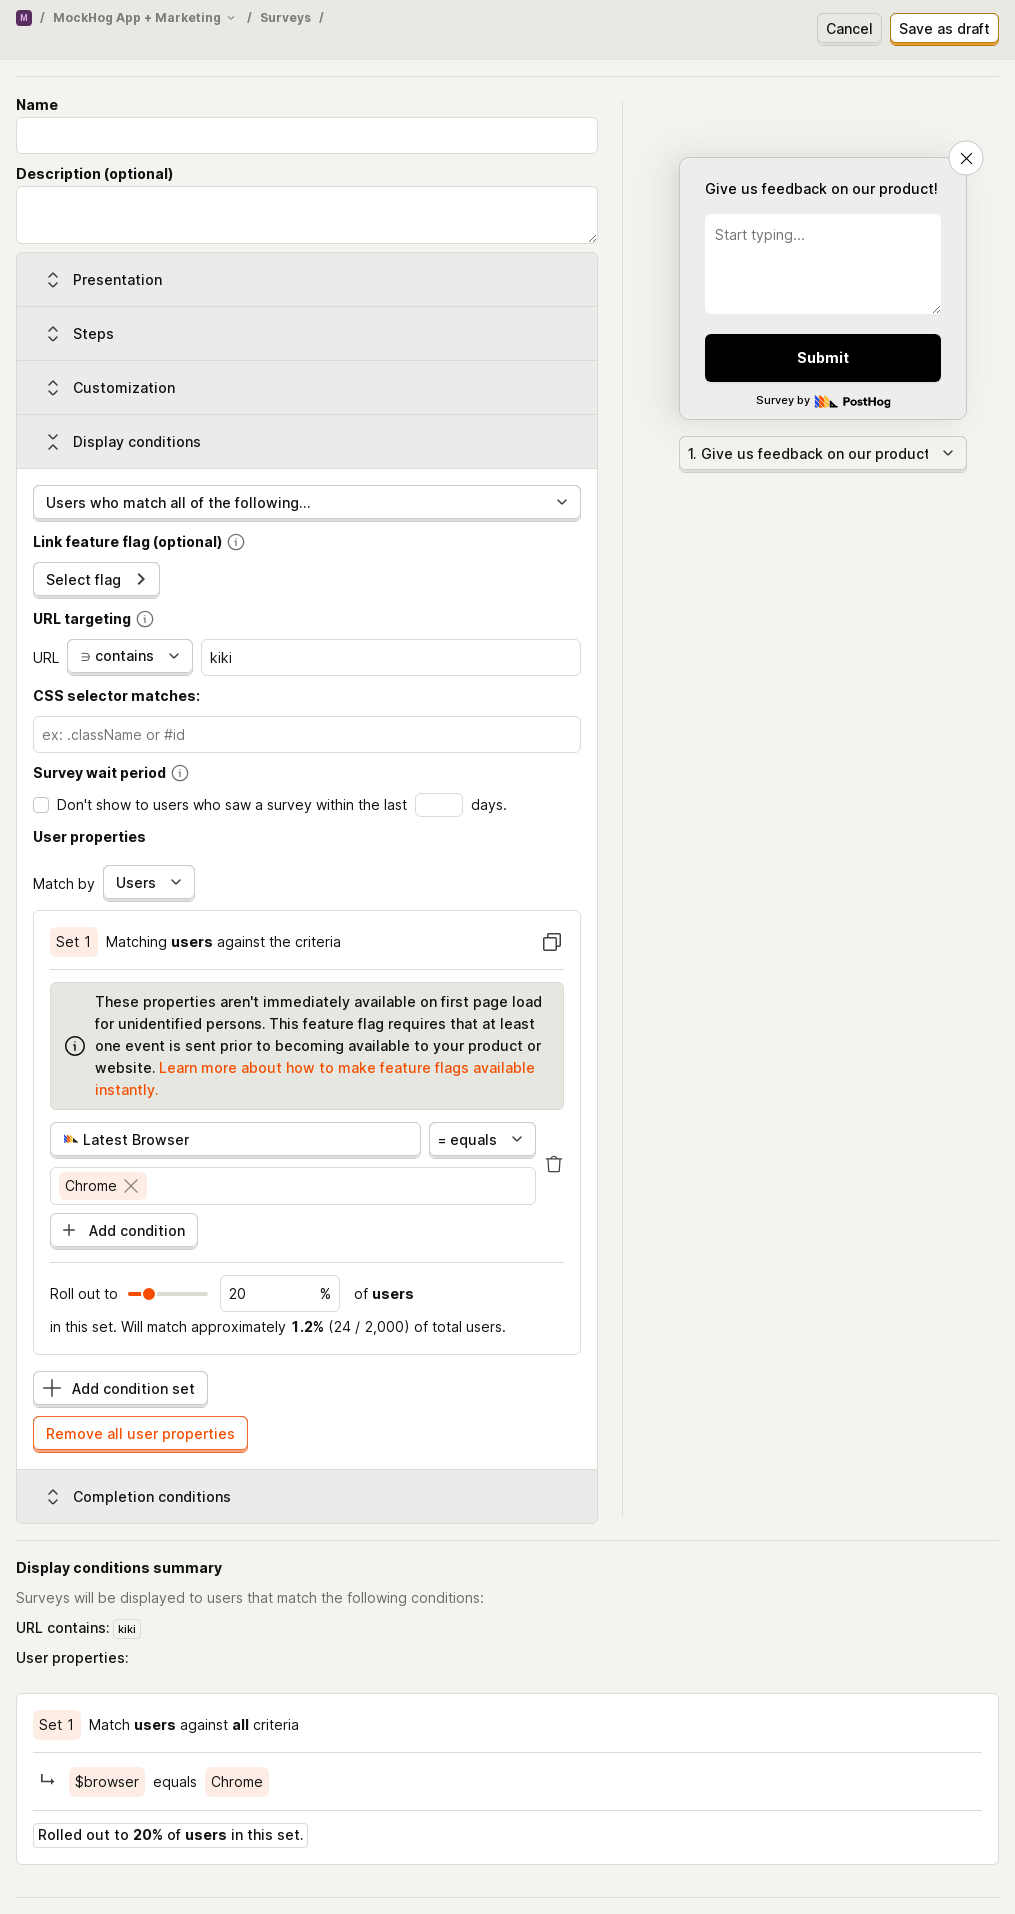 M / MockHog App + Marketing / Surveys /
Cancel
Save as draft
Name
Description (optional)
Presentation
Steps
Customization
Display conditions
Users who match all of the following...
Link feature flag (optional)
Select flag
URL targeting
URL ∋ contains kiki
CSS selector matches:
ex: .className or #id
Survey wait period
Don't show to users who saw a survey within the last days.
User properties
Match by Users
Set 1 Matching users against the criteria
These properties aren't immediately available on first page load
for unidentified persons. This feature flag requires that at least
one event is sent prior to becoming available to your product or
website. Learn more about how to make feature flags available
instantly.
Latest Browser = equals
Chrome
Add condition
Roll out to 20 % of users
in this set. Will match approximately 1.2% (24 / 2,000) of total users.
Add condition set
Remove all user properties
Completion conditions
Give us feedback on our product!
Start typing...
Submit
Survey by PostHog
1. Give us feedback on our product
Display conditions summary
Surveys will be displayed to users that match the following conditions:
URL contains: kiki
User properties:
Set 1 Match users against all criteria
$browser equals Chrome
Rolled out to 20% of users in this set.